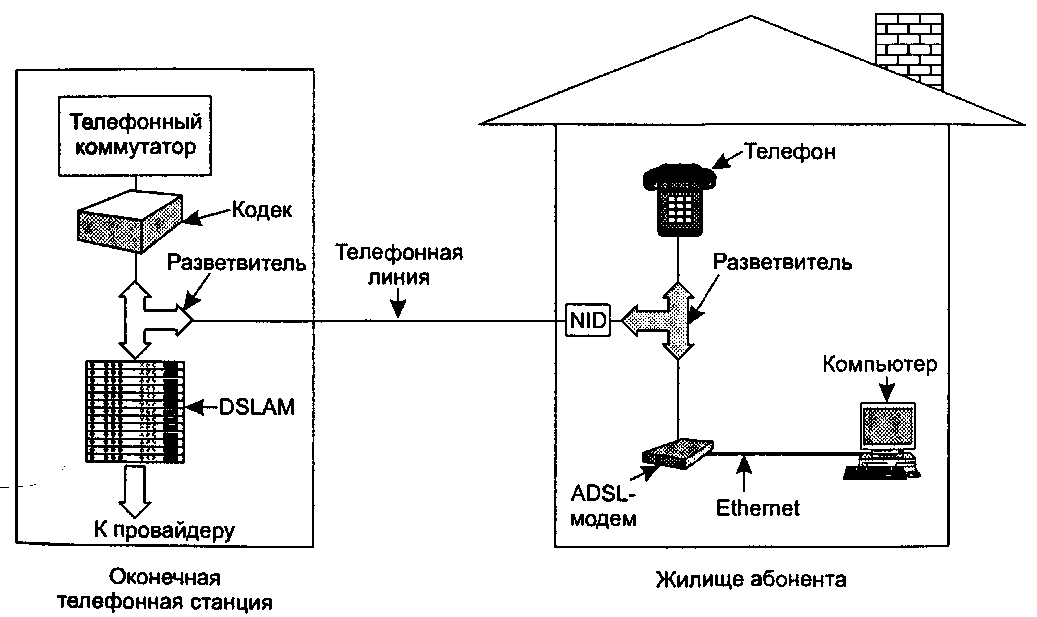 Телефонный
коммутатор
Кодек
Разветвитель
DSLAM
К провайдеру
Оконечная
телефонная станция
Телефонная
линия
NID
Телефон
Разветвитель
Компьютер
ADSL-
модем
Ethernet
Жилище абонента